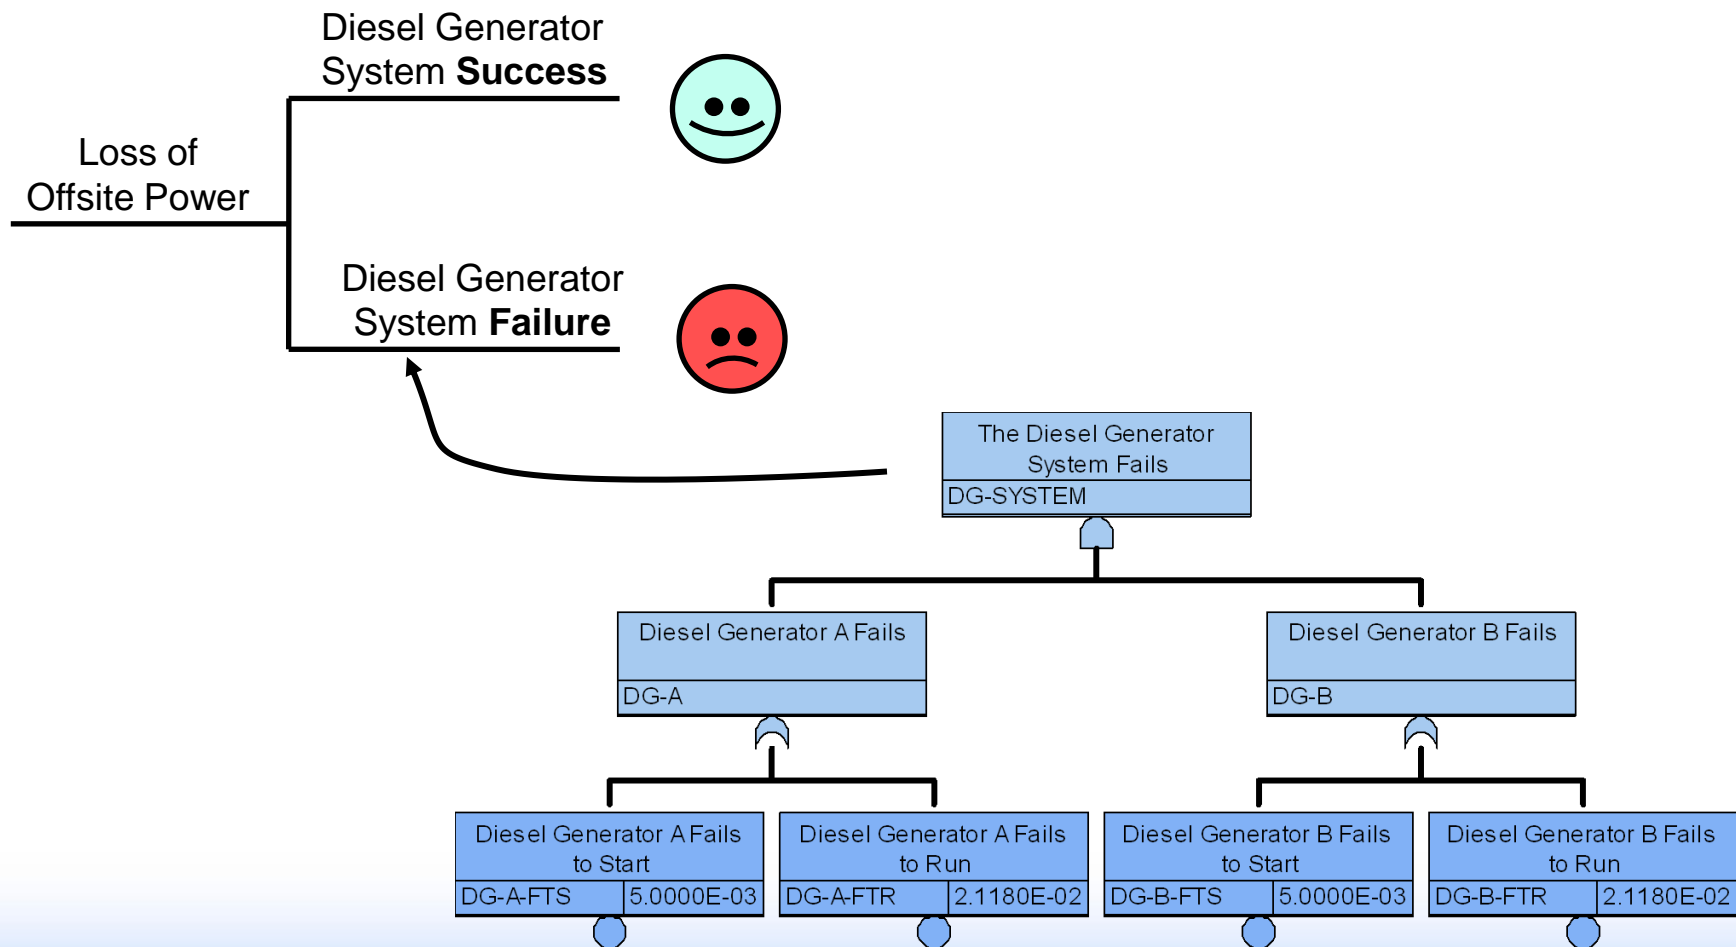 Diesel Generator
System Success
Loss of
Offsite Power
Diesel Generator
System Failure
The Diesel Generator
System Fails
DG-SYSTEM
Diesel Generator A Fails
DG-A
Diesel Generator B Fails
DG-B
Diesel Generator A Fails
to Start
DG-A-FTS 5.0000E-03
Diesel Generator A Fails
to Run
DG-A-FTR 2.1180E-02
Diesel Generator B Fails
to Start
DG-B-FTS 5.0000E-03
Diesel Generator B Fails
to Run
DG-B-FTR 2.1180E-02